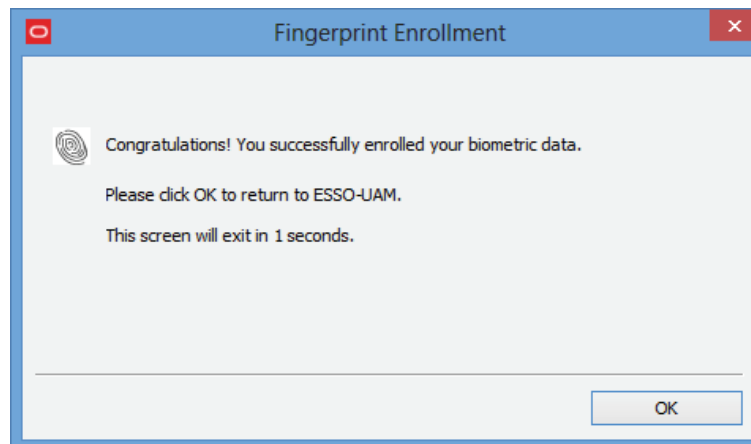 Fingerprint Enrollment
Congratulations! You successfully enrolled your biometric data.
Please click OK to return to ESSO-UAM.
This screen will exit in 1 seconds.
OK